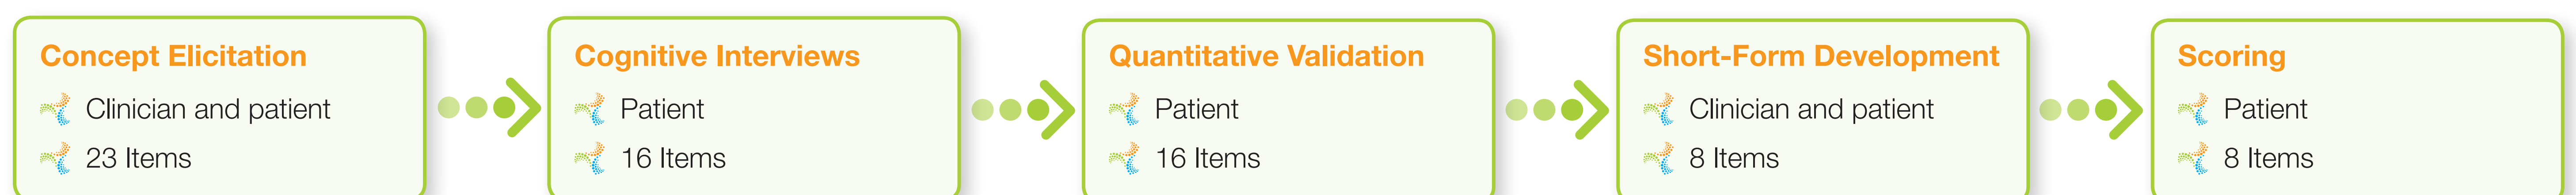 Concept Elicitation
Clinician and patient
23 Items
Cognitive Interviews
Patient
16 Items
Quantitative Validation
Patient
16 Items
Short-Form Development
Clinician and patient
8 Items
Scoring
Patient
8 Items